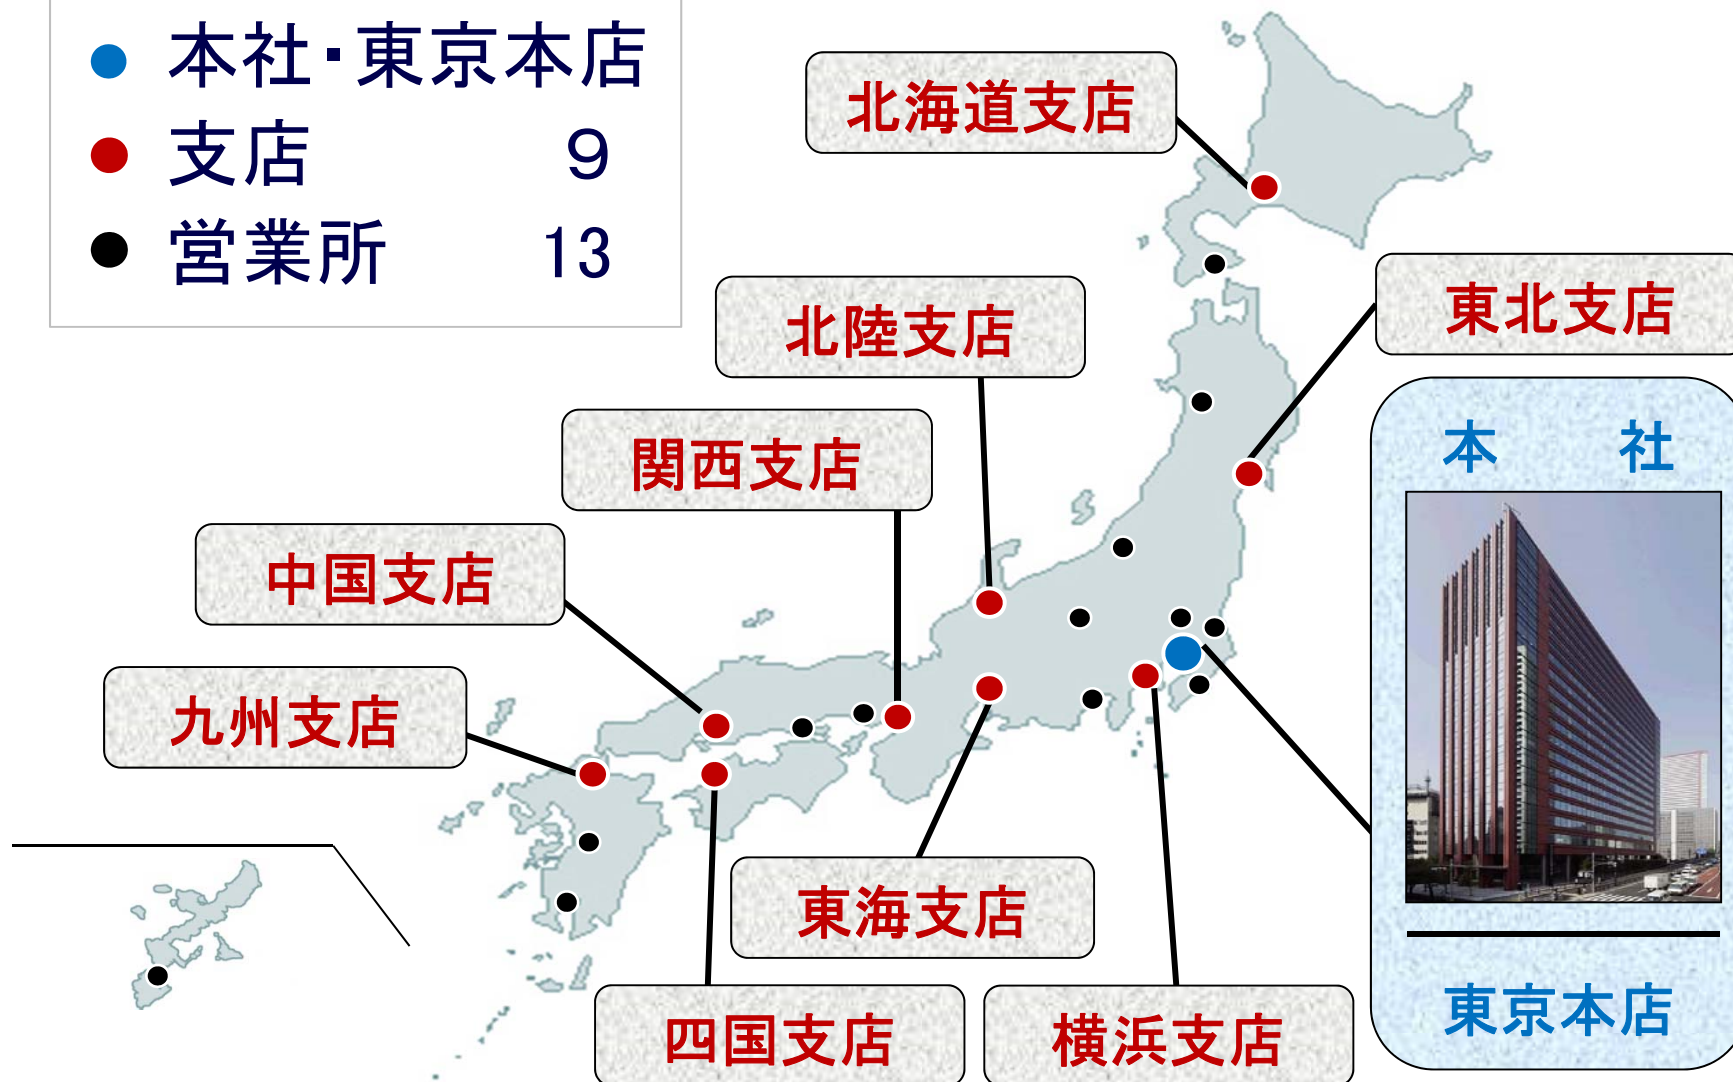 本社・東京本店
支店 9
営業所 13
北海道支店
東北支店
北陸支店
関西支店
中国支店
九州支店
東海支店
四国支店
横浜支店
本 社
東京本店